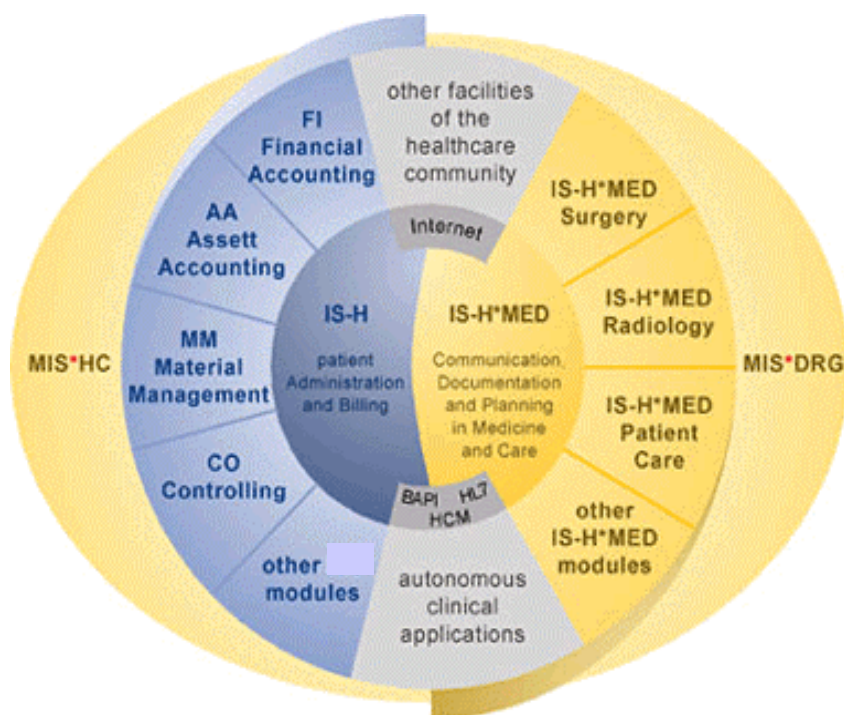 other facilities
of the
healthcare
community
Internet
FI
Financial
Accounting
AA
Assett
Accounting
MM
Material
Management
CO
Controlling
other
modules
MIS*HC
IS-H
patient
Administration
and Billing
IS-H*MED
Communication,
Documentation
and Planning
in Medicine
and Care
IS-H*MED
Surgery
IS-H*MED
Radiology
IS-H*MED
Patient
Care
other
IS-H*MED
modules
MIS*DRG
BAPI HL7
HCM
autonomous
clinical
applications